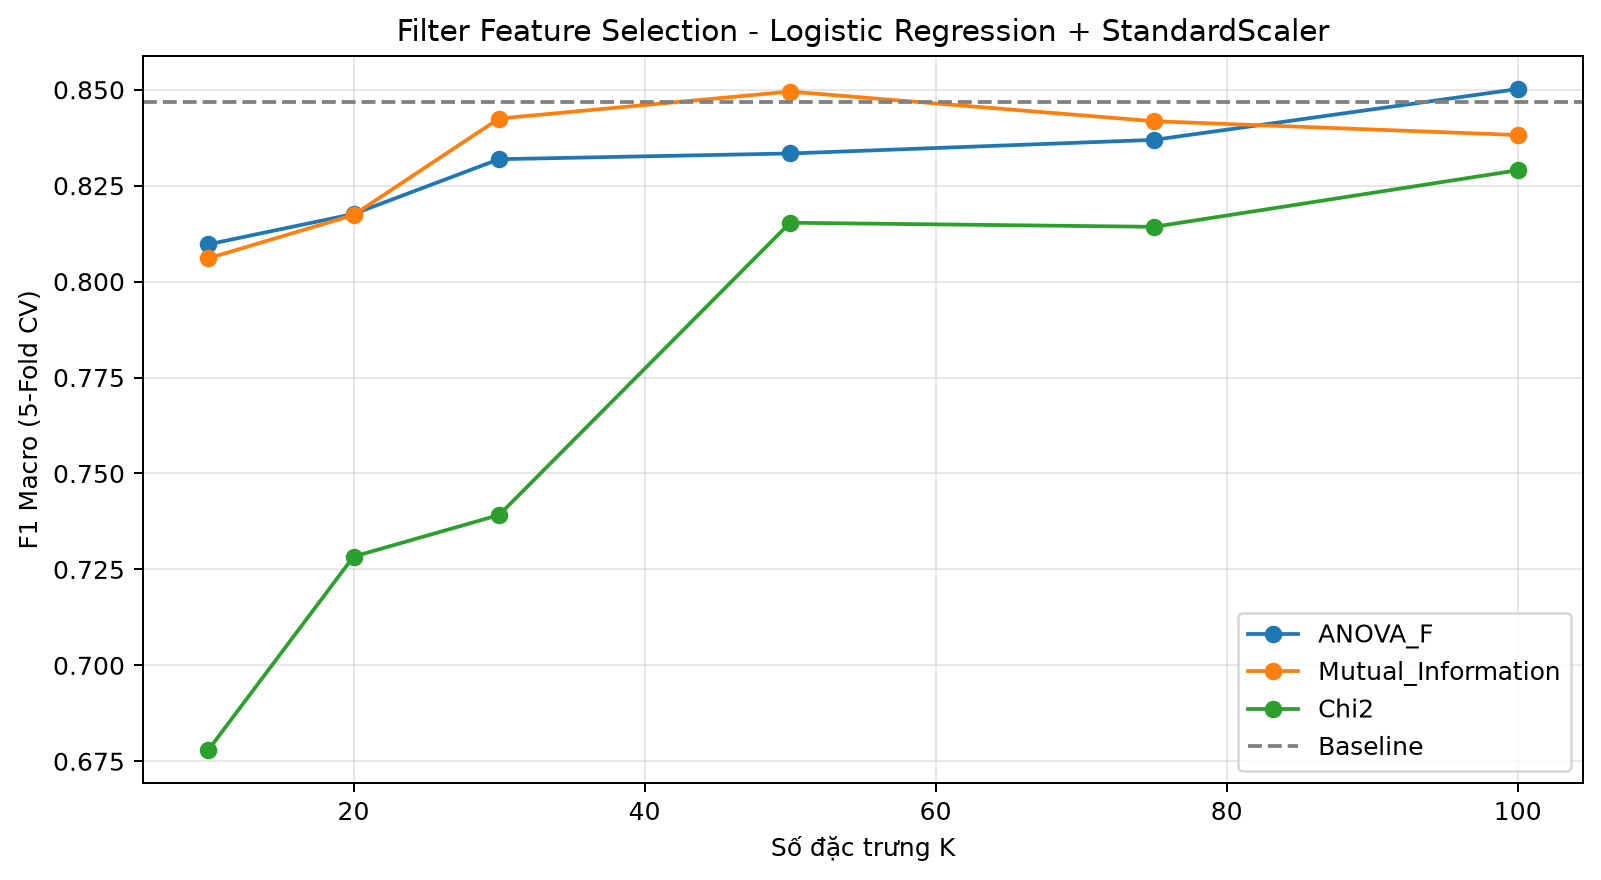 Filter Feature Selection - Logistic Regression + StandardScaler
F1 Macro (5-Fold CV)
0.850
0.825
0.800
0.775
0.750
0.725
0.700
0.675
20
40
60
80
100
Số đặc trưng K
ANOVA_F
Mutual_Information
Chi2
Baseline